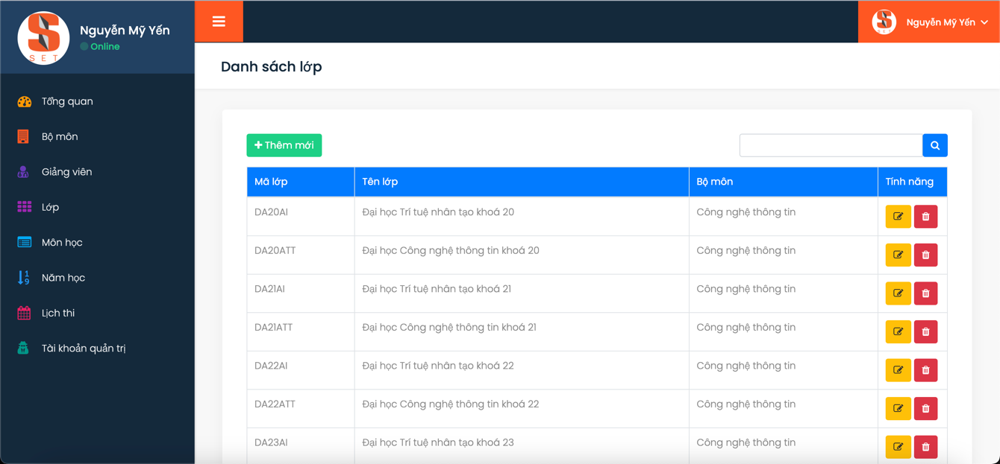 Nguyễn Mỹ Yến
Online
SET
Nguyễn Mỹ Yến
SET
Danh sách lớp
Tổng quan
Bộ môn
Giảng viên
Lớp
Môn học
Năm học
Lịch thi
Tài khoản quản trị
Thêm mới
Mã lớp Tên lớp Bộ môn Tính năng
DA20AI Đại học Trí tuệ nhân tạo khoá 20 Công nghệ thông tin
DA20ATT Đại học Công nghệ thông tin khoá 20 Công nghệ thông tin
DA21AI Đại học Trí tuệ nhân tạo khoá 21 Công nghệ thông tin
DA21ATT Đại học Công nghệ thông tin khoá 21 Công nghệ thông tin
DA22AI Đại học Trí tuệ nhân tạo khoá 22 Công nghệ thông tin
DA22ATT Đại học Công nghệ thông tin khoá 22 Công nghệ thông tin
DA23AI Đại học Trí tuệ nhân tạo khoá 23 Công nghệ thông tin